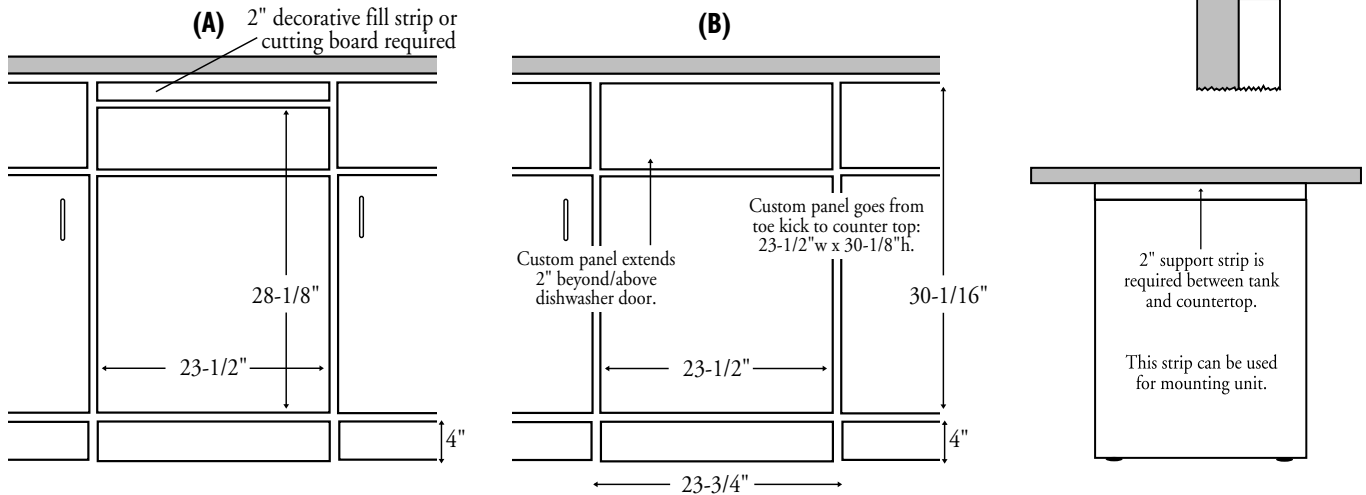 (A)
2" decorative fill strip or
cutting board required
28-1/8"
23-1/2"
4"
(B)
Custom panel goes from
toe kick to counter top:
23-1/2"w x 30-1/8"h.
Custom panel extends
2" beyond/above
dishwasher door.
30-1/16"
23-1/2"
4"
23-3/4"
2" support strip is
required between tank
and countertop.
This strip can be used
for mounting unit.